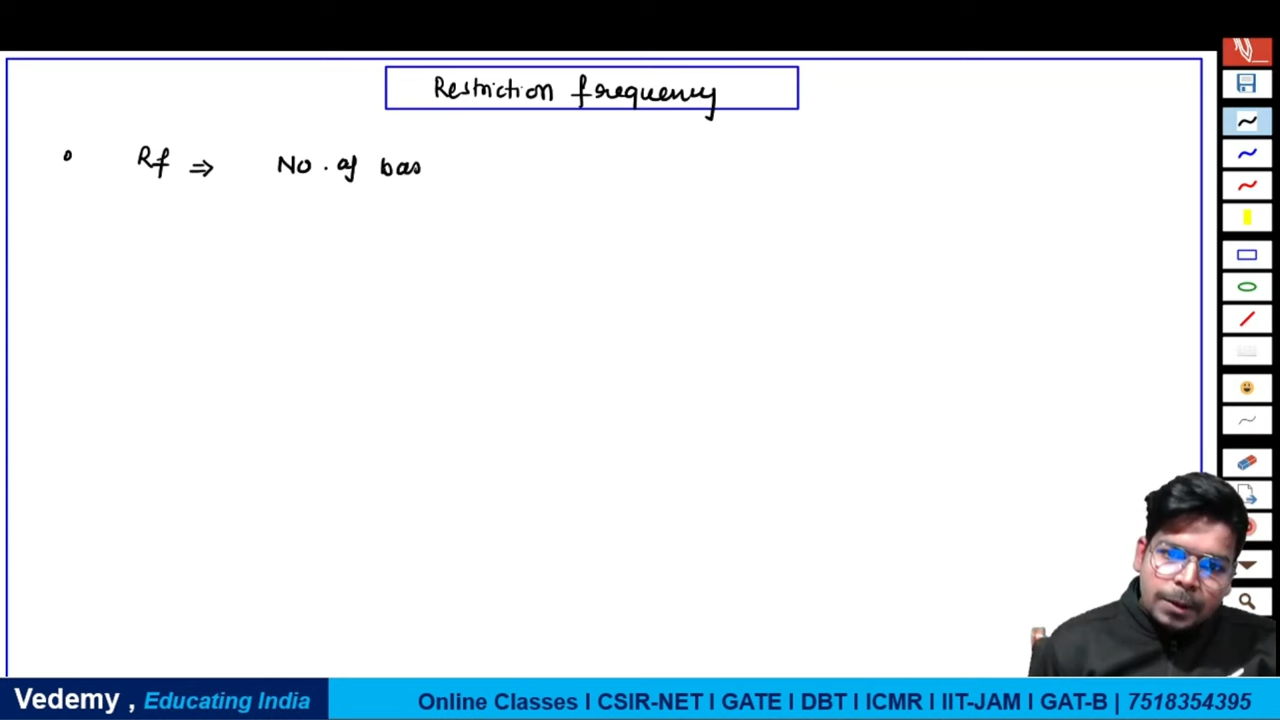 Restriction frequency
Rf ⇒ No. of bas
Vedemy , Educating India
Online Classes I CSIR-NET I GATE I DBT I ICMR I IIT-JAM I GAT-B I 7518354395